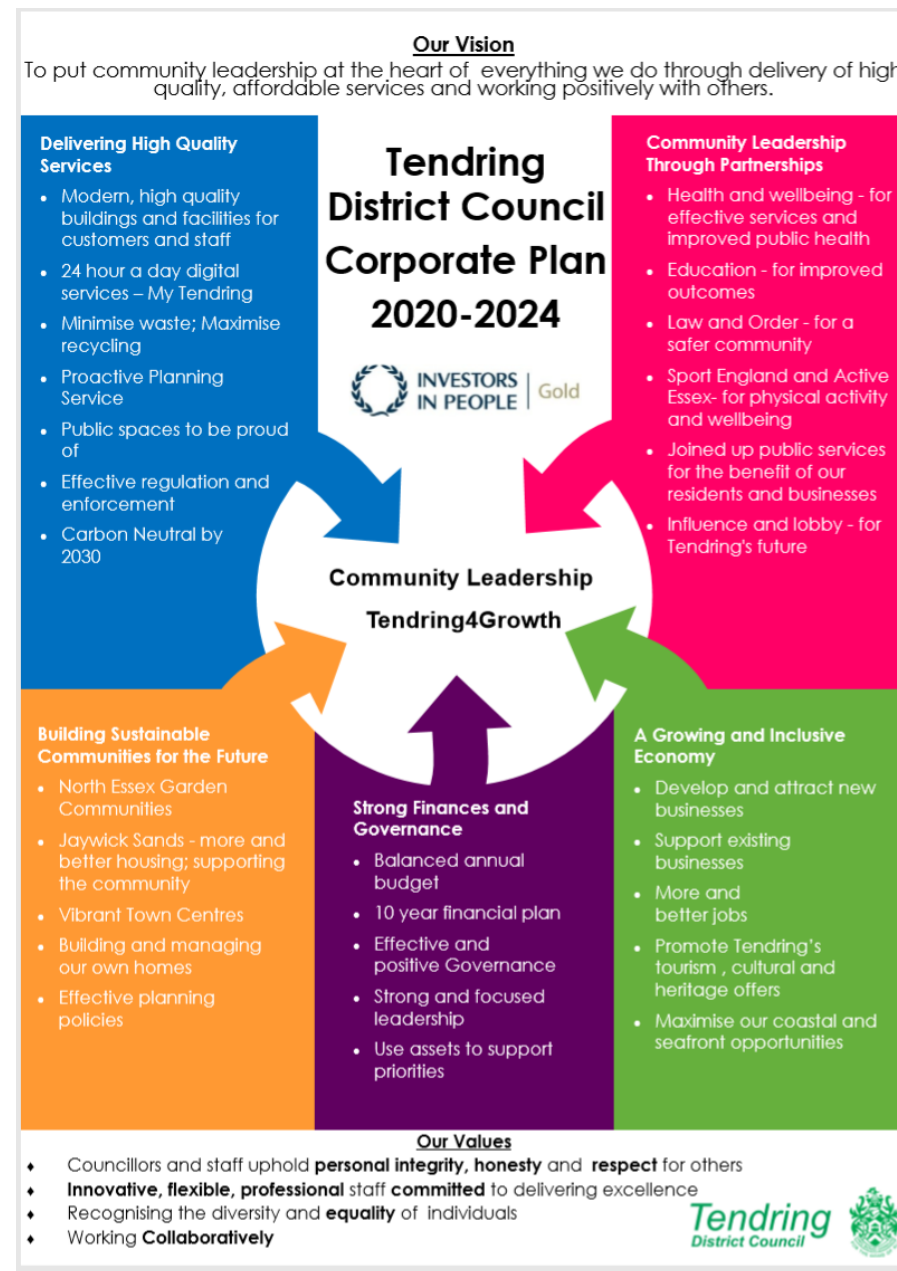 Our Vision
To put community leadership at the heart of everything we do through delivery of high
quality, affordable services and working positively with others.
Delivering High Quality
Services
• Modern, high quality
buildings and facilities for
customers and staff
• 24 hour a day digital
services – My Tendring
• Minimise waste; Maximise
recycling
• Proactive Planning
Service
• Public spaces to be proud
of
• Effective regulation and
enforcement
• Carbon Neutral by
2030
Tendring
District Council
Corporate Plan
2020-2024
INVESTORS
IN PEOPLE
Gold
Community Leadership
Through Partnerships
• Health and wellbeing - for
effective services and
improved public health
• Education - for improved
outcomes
• Law and Order - for a
safer community
• Sport England and Active
Essex- for physical activity
and wellbeing
• Joined up public services
for the benefit of our
residents and businesses
• Influence and lobby - for
Tendring's future
Community Leadership
Tendring4Growth
Building Sustainable
Communities for the Future
• North Essex Garden
Communities
• Jaywick Sands - more and
better housing; supporting
the community
• Vibrant Town Centres
• Building and managing
our own homes
• Effective planning
policies
Strong Finances and
Governance
• Balanced annual
budget
• 10 year financial plan
• Effective and
positive Governance
• Strong and focused
leadership
• Use assets to support
priorities
A Growing and Inclusive
Economy
• Develop and attract new
businesses
• Support existing
businesses
• More and
better jobs
• Promote Tendring’s
tourism , cultural and
heritage offers
• Maximise our coastal and
seafront opportunities
Our Values
♦ Councillors and staff uphold personal integrity, honesty and respect for others
♦ Innovative, flexible, professional staff committed to delivering excellence
♦ Recognising the diversity and equality of individuals
♦ Working Collaboratively
Tendring
District Council